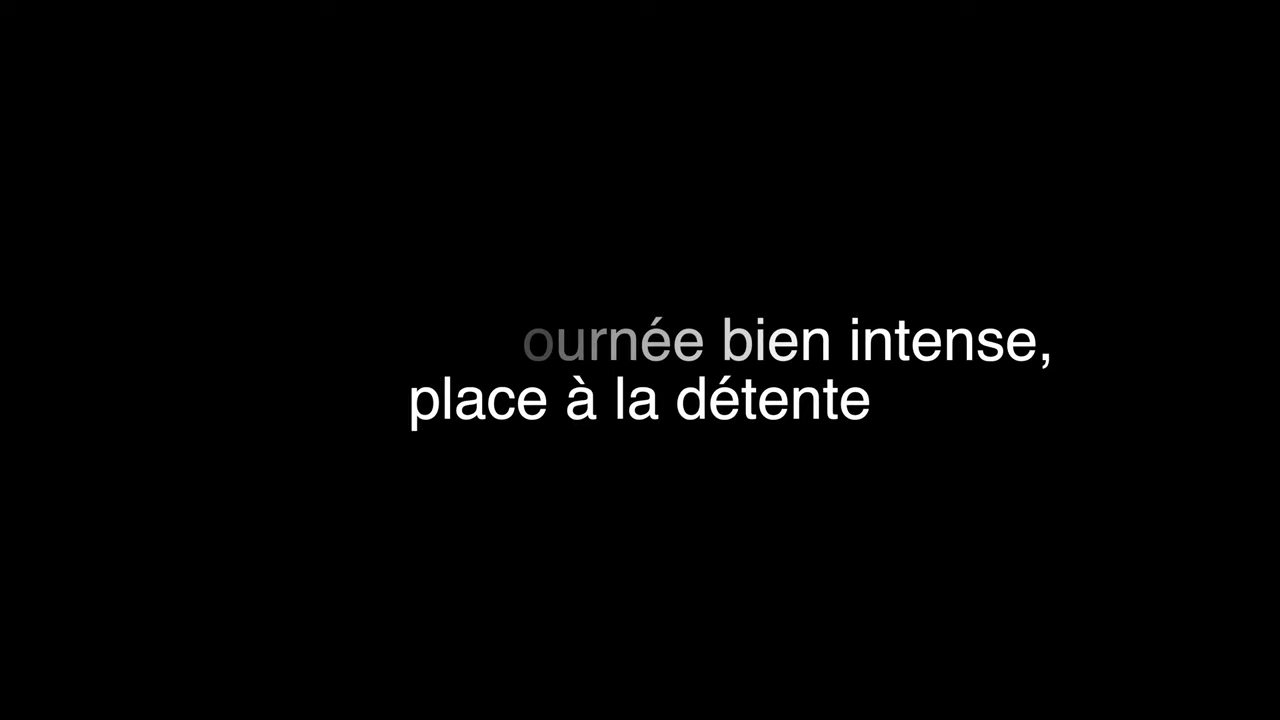 ournée bien intense,
place à la détente